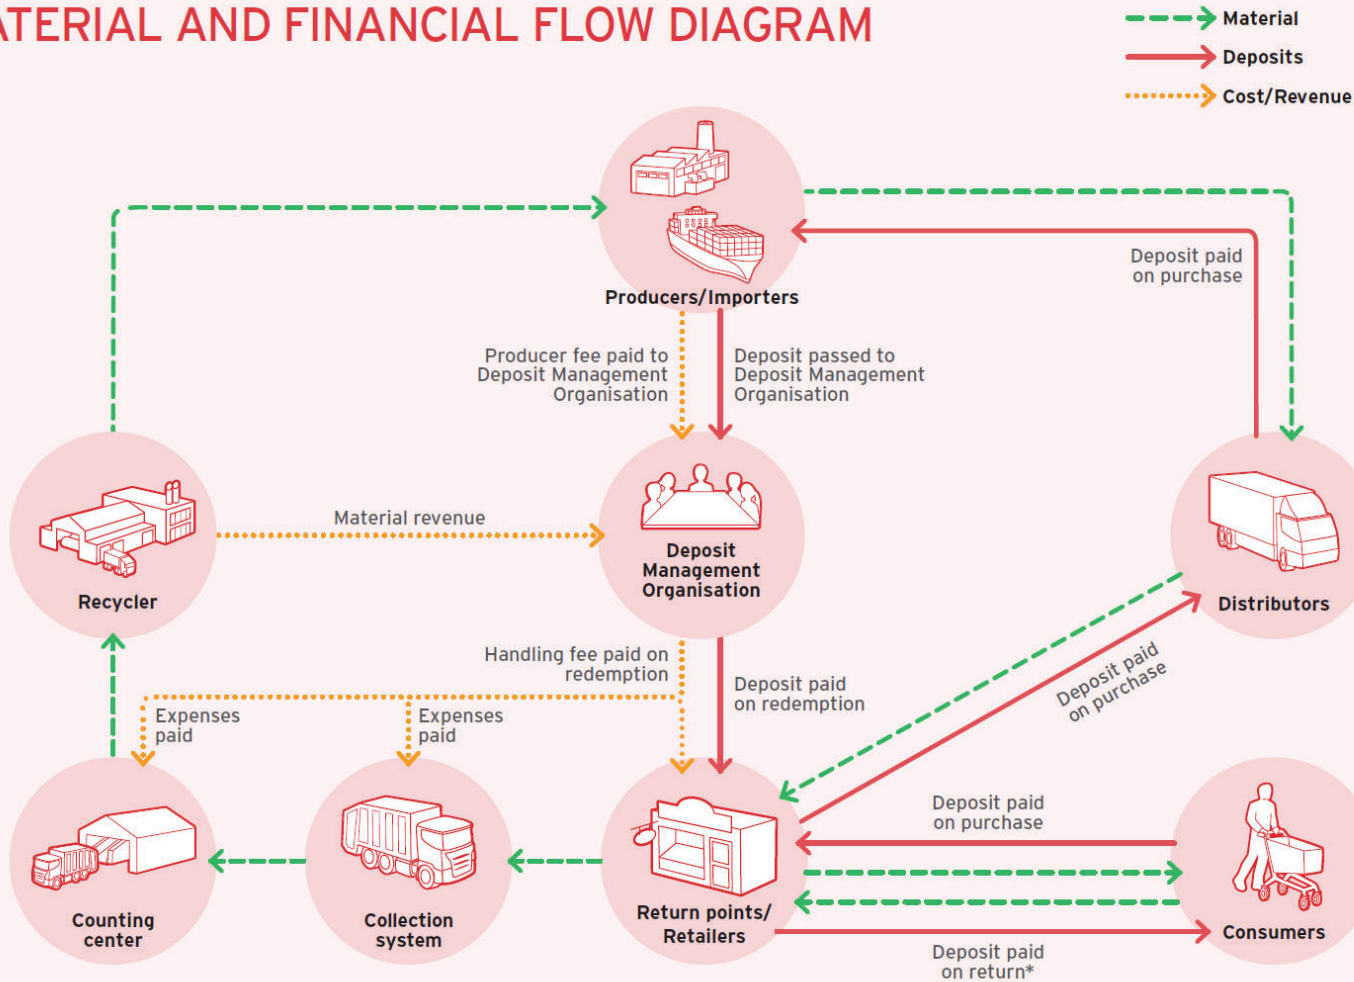 ATERIAL AND FINANCIAL FLOW DIAGRAM
Material
Deposits
Cost/Revenue
Producers/Importers
Deposit paid
on purchase
Producer fee paid to
Deposit Management
Organisation
Deposit passed to
Deposit Management
Organisation
Material revenue
Deposit
Management
Organisation
Recycler
Distributors
Handling fee paid on
redemption
Deposit paid
on redemption
Deposit paid
on purchase
Expenses
paid
Expenses
paid
Deposit paid
on purchase
Counting
center
Collection
system
Return points/
Retailers
Consumers
Deposit paid
on return*